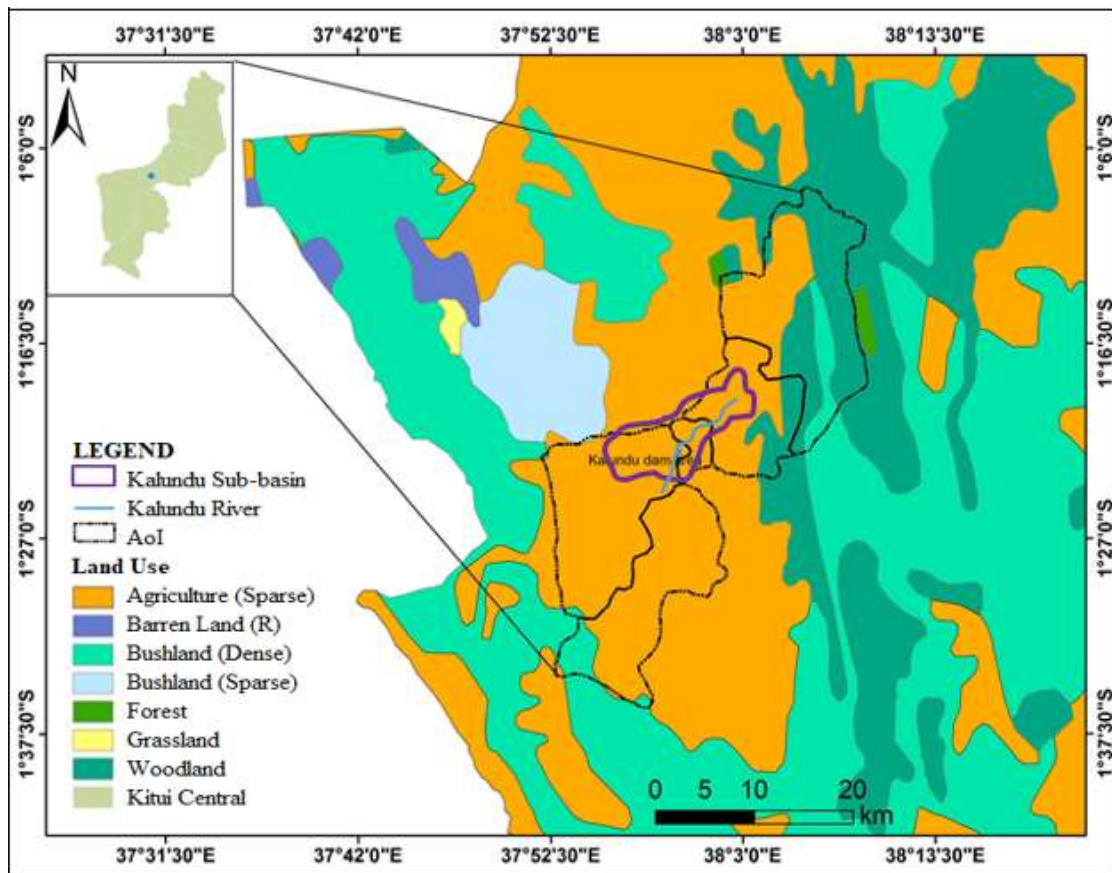 37°31'30"E 37°42'0"E 37°52'30"E 38°3'0"E 38°13'30"E
N
1°6'0"S 1°6'0"S
1°16'30"S 1°16'30"S
LEGEND
Kalundu Sub-basin
Kalundu River
AoI
Land Use
Agriculture (Sparse)
Barren Land (R)
Bushland (Dense)
Bushland (Sparse)
Forest
Grassland
Woodland
Kitui Central
Kalundu dam
1°27'0"S 1°27'0"S
1°37'30"S 1°37'30"S
0 5 10 20
km
37°31'30"E 37°42'0"E 37°52'30"E 38°3'0"E 38°13'30"E